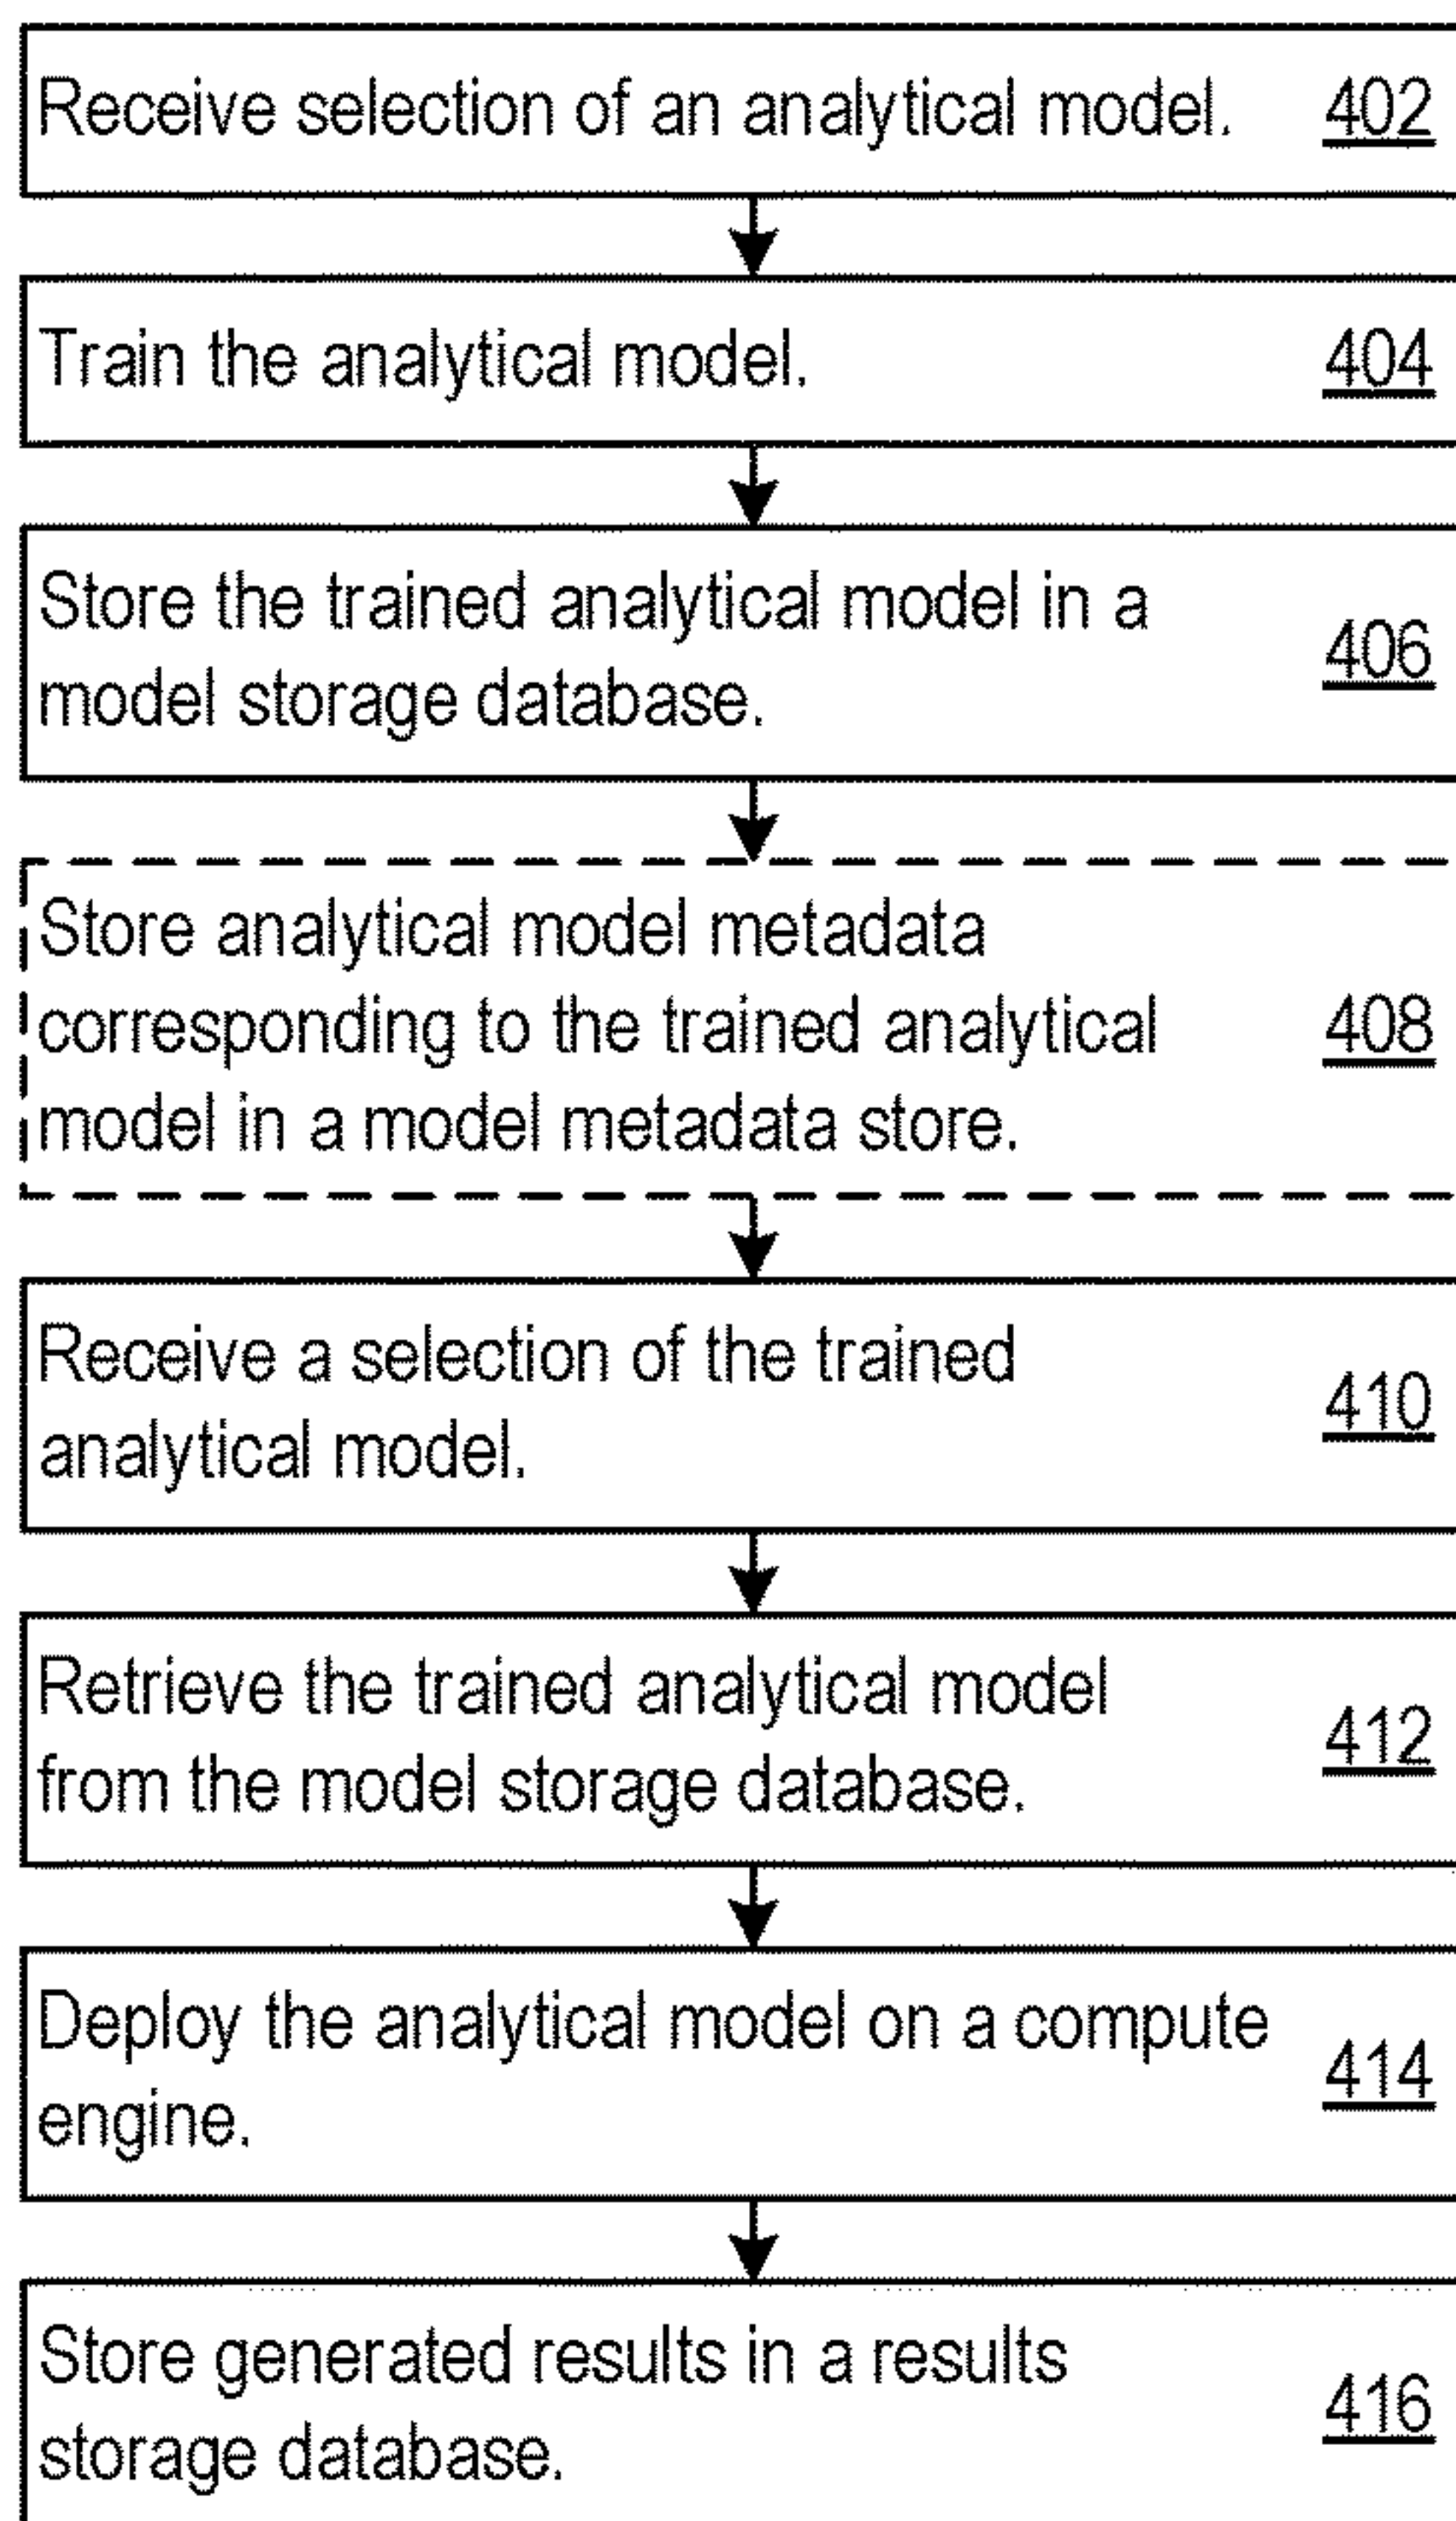 Receive selection of an analytical model. 402
Train the analytical model. 404
Store the trained analytical model in a
model storage database. 406
Store analytical model metadata
corresponding to the trained analytical 408
model in a model metadata store.
Receive a selection of the trained
analytical model. 410
Retrieve the trained analytical model
from the model storage database. 412
Deploy the analytical model on a compute
engine. 414
Store generated results in a results
storage database. 416